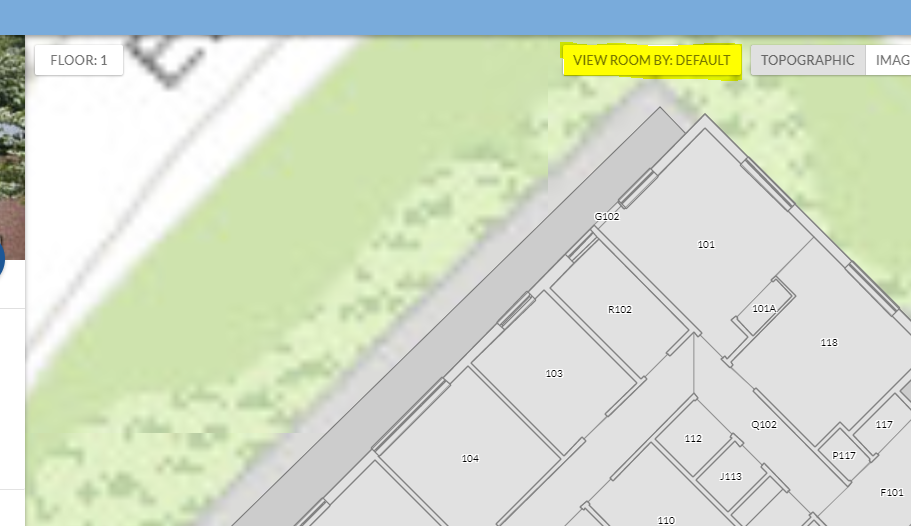 FLOOR: 1
VIEW ROOM BY: DEFAULT
TOPOGRAPHIC
IMAG
G102
101
R102
101A
118
103
104
Q102
117
112
P117
J113
F101
110